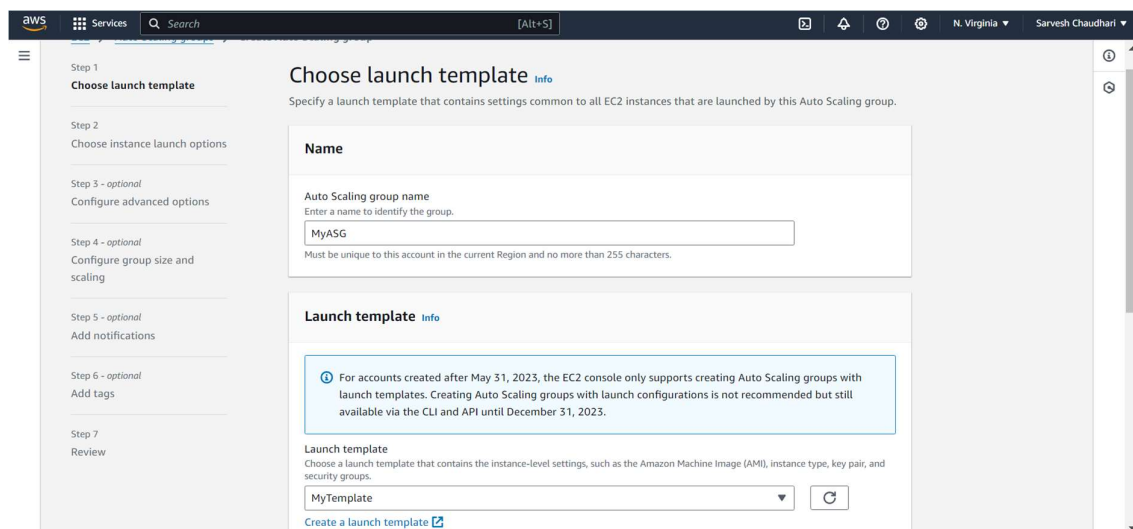 aws
Services
Search
[Alt+S]
N. Virginia
Sarvesh Chaudhari
Step 1
Choose launch template
Step 2
Choose instance launch options
Step 3 - optional
Configure advanced options
Step 4 - optional
Configure group size and
scaling
Step 5 - optional
Add notifications
Step 6 - optional
Add tags
Step 7
Review
Choose launch template Info
Specify a launch template that contains settings common to all EC2 instances that are launched by this Auto Scaling group.
Name
Auto Scaling group name
Enter a name to identify the group.
MyASG
Must be unique to this account in the current Region and no more than 255 characters.
Launch template Info
For accounts created after May 31, 2023, the EC2 console only supports creating Auto Scaling groups with
launch templates. Creating Auto Scaling groups with launch configurations is not recommended but still
available via the CLI and API until December 31, 2023.
Launch template
Choose a launch template that contains the instance-level settings, such as the Amazon Machine Image (AMI), instance type, key pair, and
security groups.
MyTemplate
Create a launch template